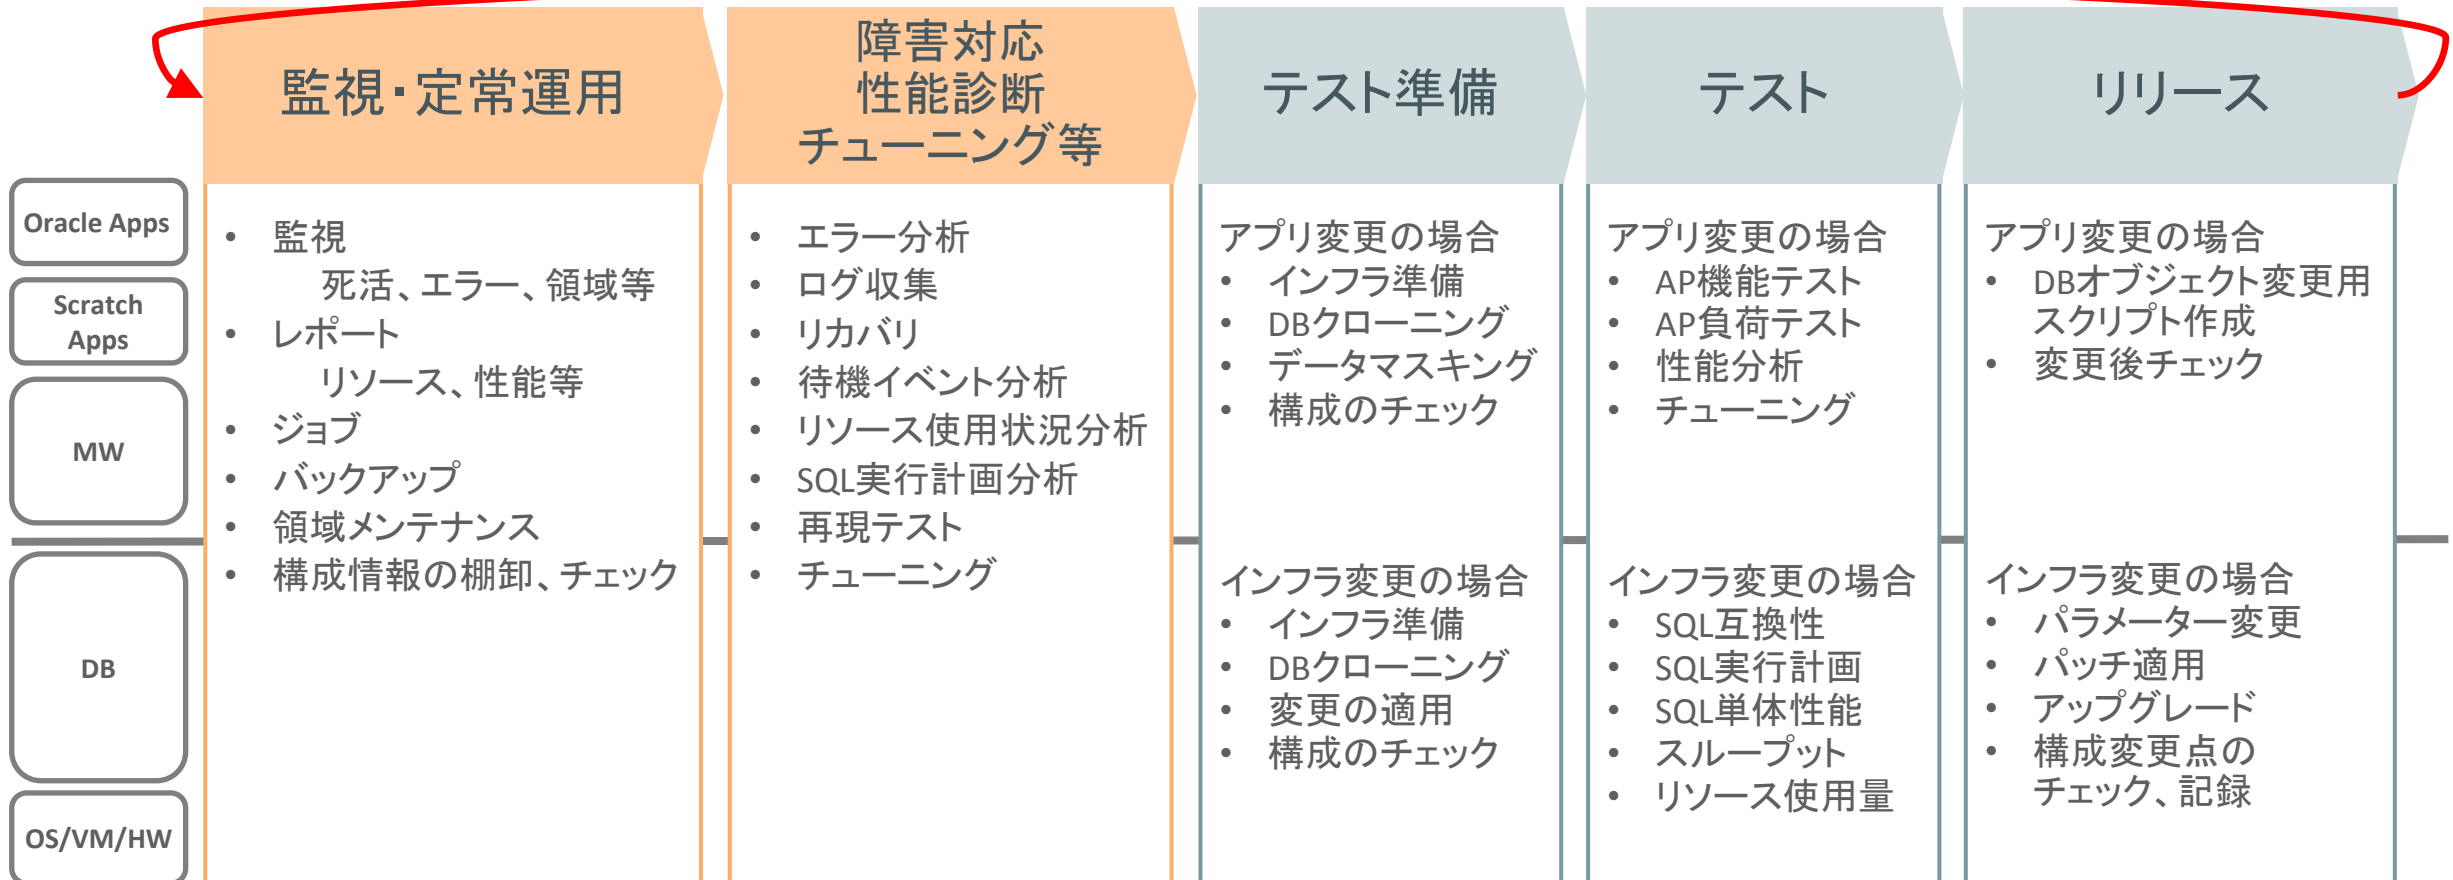 監視・定常運用
障害対応
性能診断
チューニング等
テスト準備
テスト
リリース
Oracle Apps
Scratch
Apps
MW
DB
OS/VM/HW
• 監視
死活、エラー、領域等
• レポート
リソース、性能等
• ジョブ
• バックアップ
• 領域メンテナンス
• 構成情報の棚卸、チェック
• エラー分析
• ログ収集
• リカバリ
• 待機イベント分析
• リソース使用状況分析
• SQL実行計画分析
• 再現テスト
• チューニング
アプリ変更の場合
• インフラ準備
• DBクローニング
• データマスキング
• 構成のチェック
インフラ変更の場合
• インフラ準備
• DBクローニング
• 変更の適用
• 構成のチェック
アプリ変更の場合
• AP機能テスト
• AP負荷テスト
• 性能分析
• チューニング
インフラ変更の場合
• SQL互換性
• SQL実行計画
• SQL単体性能
• スループット
• リソース使用量
アプリ変更の場合
• DBオブジェクト変更用
スクリプト作成
• 変更後チェック
インフラ変更の場合
• パラメーター変更
• パッチ適用
• アップグレード
• 構成変更点の
チェック、記録